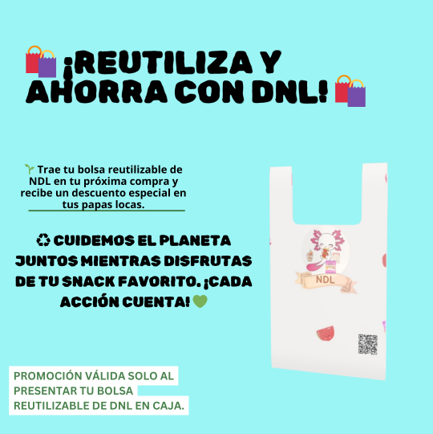 🛍️ ¡REUTILIZA Y
AHORRA CON DNL! 🛍️
🌱 Trae tu bolsa reutilizable de
NDL en tu próxima compra y
recibe un descuento especial en
tus papas locas.
♻️ CUIDEMOS EL PLANETA
JUNTOS MIENTRAS DISFRUTAS
DE TU SNACK FAVORITO. ¡CADA
ACCIÓN CUENTA! 💚
NDL
PROMOCIÓN VÁLIDA SOLO AL
PRESENTAR TU BOLSA
REUTILIZABLE DE DNL EN CAJA.